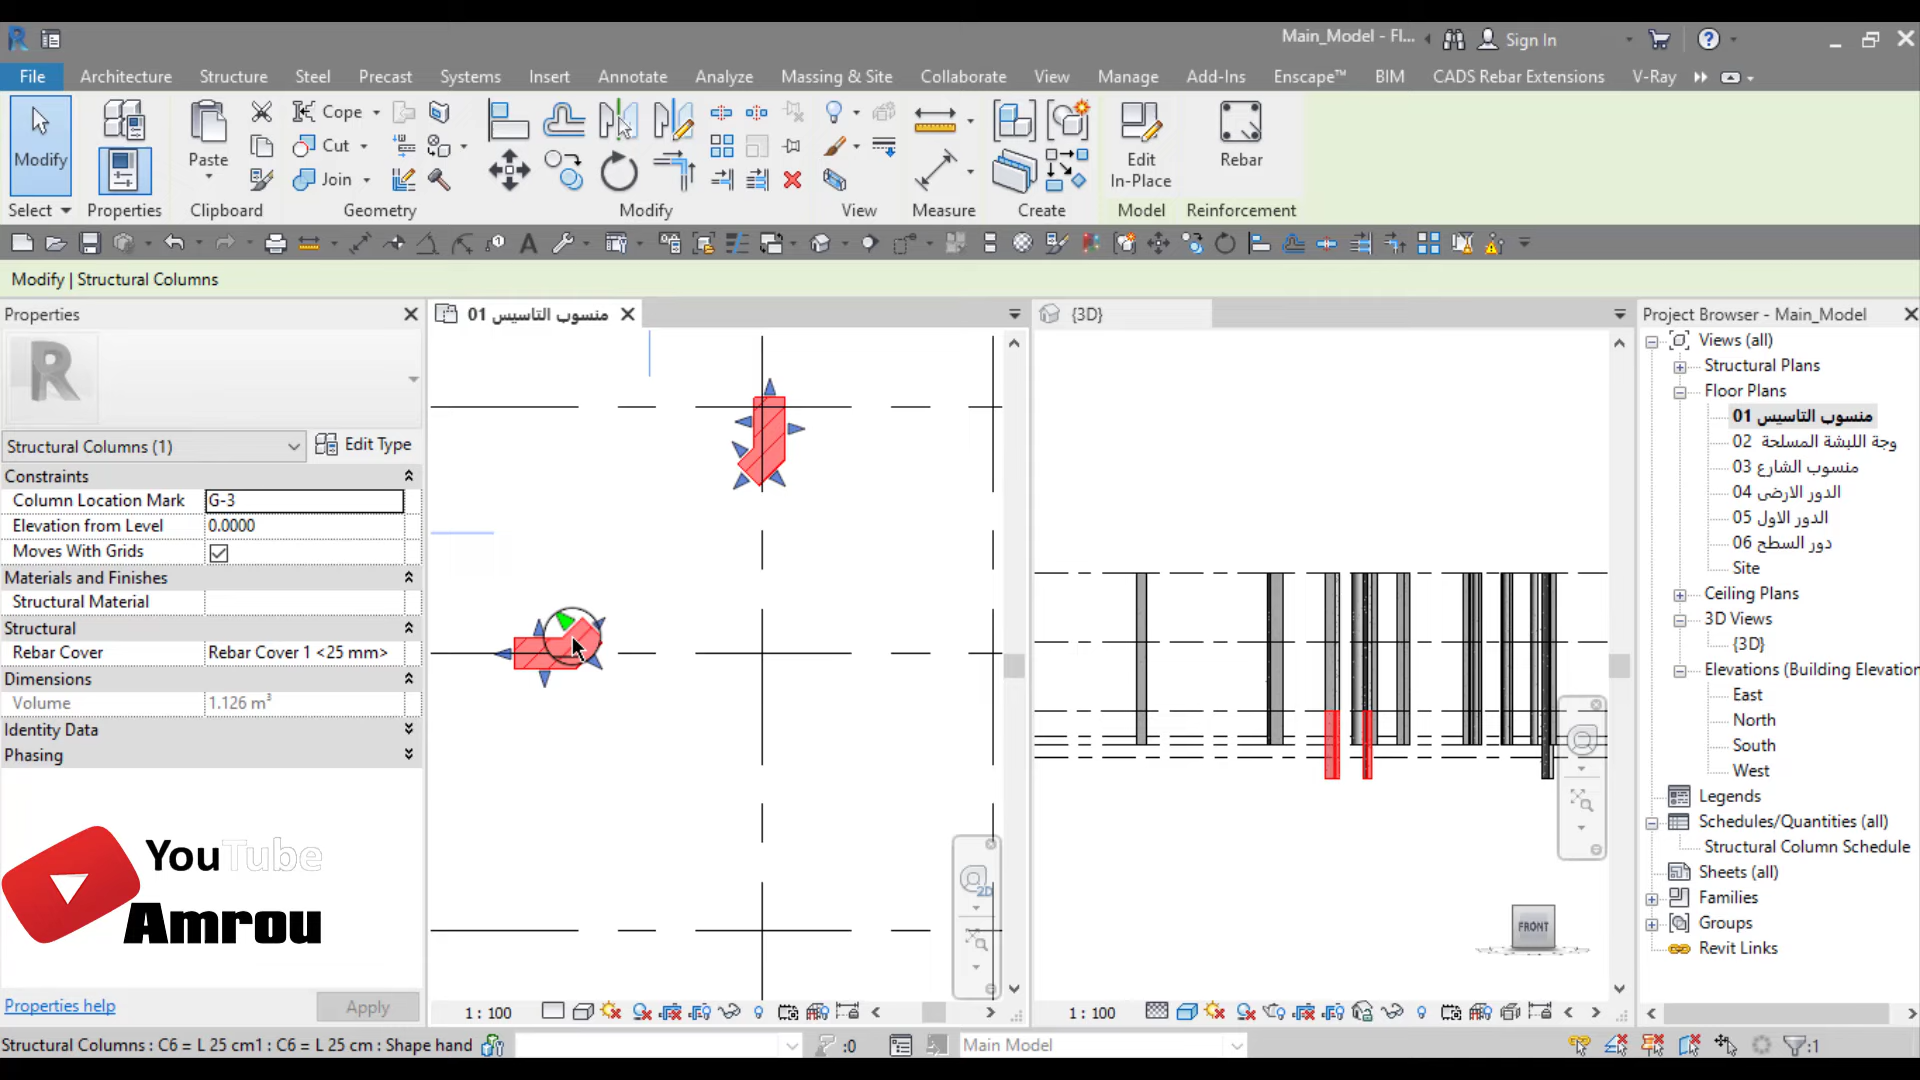 Main_Model - Fl...
Sign In
File Architecture Structure Steel Precast Systems Insert Annotate Analyze Massing & Site Collaborate View Manage Add-Ins Enscape™ BIM CADS Rebar Extensions V-Ray
Modify
Paste
Cope
Cut
Join
Edit
In-Place
Rebar
Select Properties Clipboard Geometry Modify View Measure Create Model Reinforcement
Modify | Structural Columns
Properties
Structural Columns (1)
Edit Type
Constraints
Column Location Mark G-3
Elevation from Level 0.0000
Moves With Grids
Materials and Finishes
Structural Material
Structural
Rebar Cover Rebar Cover 1 <25 mm>
Dimensions
Volume 1.126 m³
Identity Data
Phasing
YouTube
Amrou
Properties help
Apply
01 منسوب التاسيس
{3D}
2D
FRONT
1 : 100
1 : 100
Project Browser - Main_Model
Views (all)
Structural Plans
Floor Plans
01 منسوب التاسيس
02 وجة اللبشة المسلحة
03 منسوب الشارع
04 الدور الارضى
05 الدور الاول
06 دور السطح
Site
Ceiling Plans
3D Views
{3D}
Elevations (Building Elevation
East
North
South
West
Legends
Schedules/Quantities (all)
Structural Column Schedule
Sheets (all)
Families
Groups
Revit Links
Structural Columns : C6 = L 25 cm1 : C6 = L 25 cm : Shape hand
:0
Main Model
:1